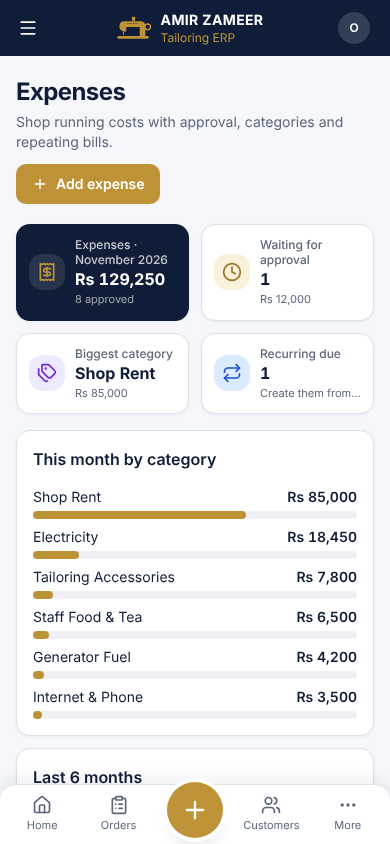 AMIR ZAMEER
Tailoring ERP
O
Expenses
Shop running costs with approval, categories and
repeating bills.
Add expense
Expenses ·
November 2026
Rs 129,250
8 approved
Waiting for
approval
1
Rs 12,000
Biggest category
Shop Rent
Rs 85,000
Recurring due
1
Create them from...
This month by category
Shop Rent Rs 85,000
Electricity Rs 18,450
Tailoring Accessories Rs 7,800
Staff Food & Tea Rs 6,500
Generator Fuel Rs 4,200
Internet & Phone Rs 3,500
Last 6 months
Home Orders Customers More